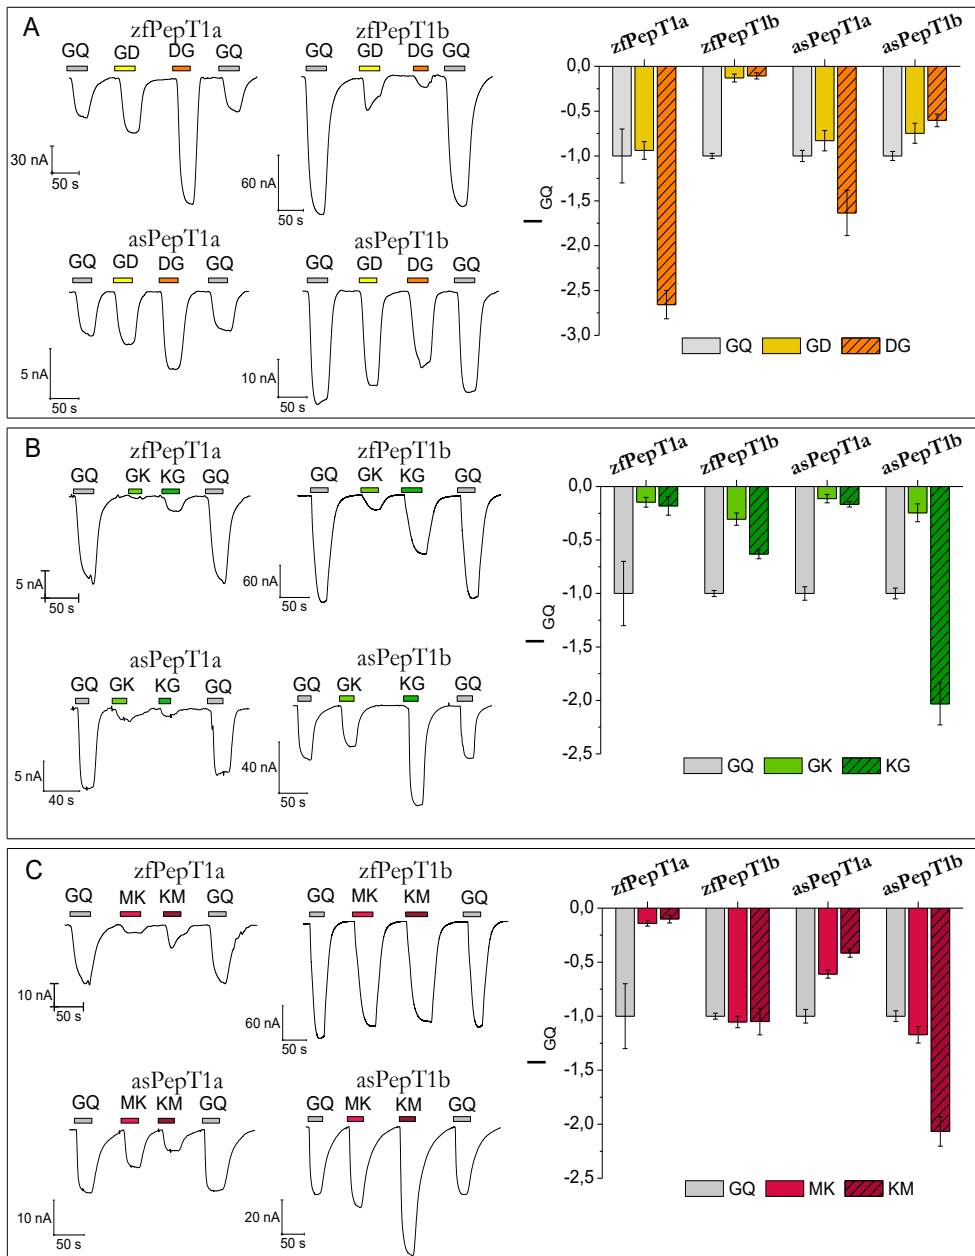 A
zfPepT1a
GQ GD DG GQ
30 nA
50 s
zfPepT1b
GQ GD DG GQ
60 nA
50 s
asPepT1a
GQ GD DG GQ
5 nA
50 s
asPepT1b
GQ GD DG GQ
10 nA
50 s
zfPepT1a zfPepT1b asPepT1a asPepT1b
0,0
-0,5
-1,0
-1,5
-2,0
-2,5
-3,0
I GQ
GQ GD DG
B
zfPepT1a
GQ GK KG GQ
5 nA
50 s
zfPepT1b
GQ GK KG GQ
60 nA
50 s
asPepT1a
GQ GK KG GQ
5 nA
40 s
asPepT1b
GQ GK KG GQ
40 nA
50 s
zfPepT1a zfPepT1b asPepT1a asPepT1b
0,0
-0,5
-1,0
-1,5
-2,0
-2,5
I GQ
GQ GK KG
C
zfPepT1a
GQ MK KM GQ
10 nA
50 s
zfPepT1b
GQ MK KM GQ
60 nA
50 s
asPepT1a
GQ MK KM GQ
10 nA
50 s
asPepT1b
GQ MK KM GQ
20 nA
50 s
zfPepT1a zfPepT1b asPepT1a asPepT1b
0,0
-0,5
-1,0
-1,5
-2,0
-2,5
I GQ
GQ MK KM